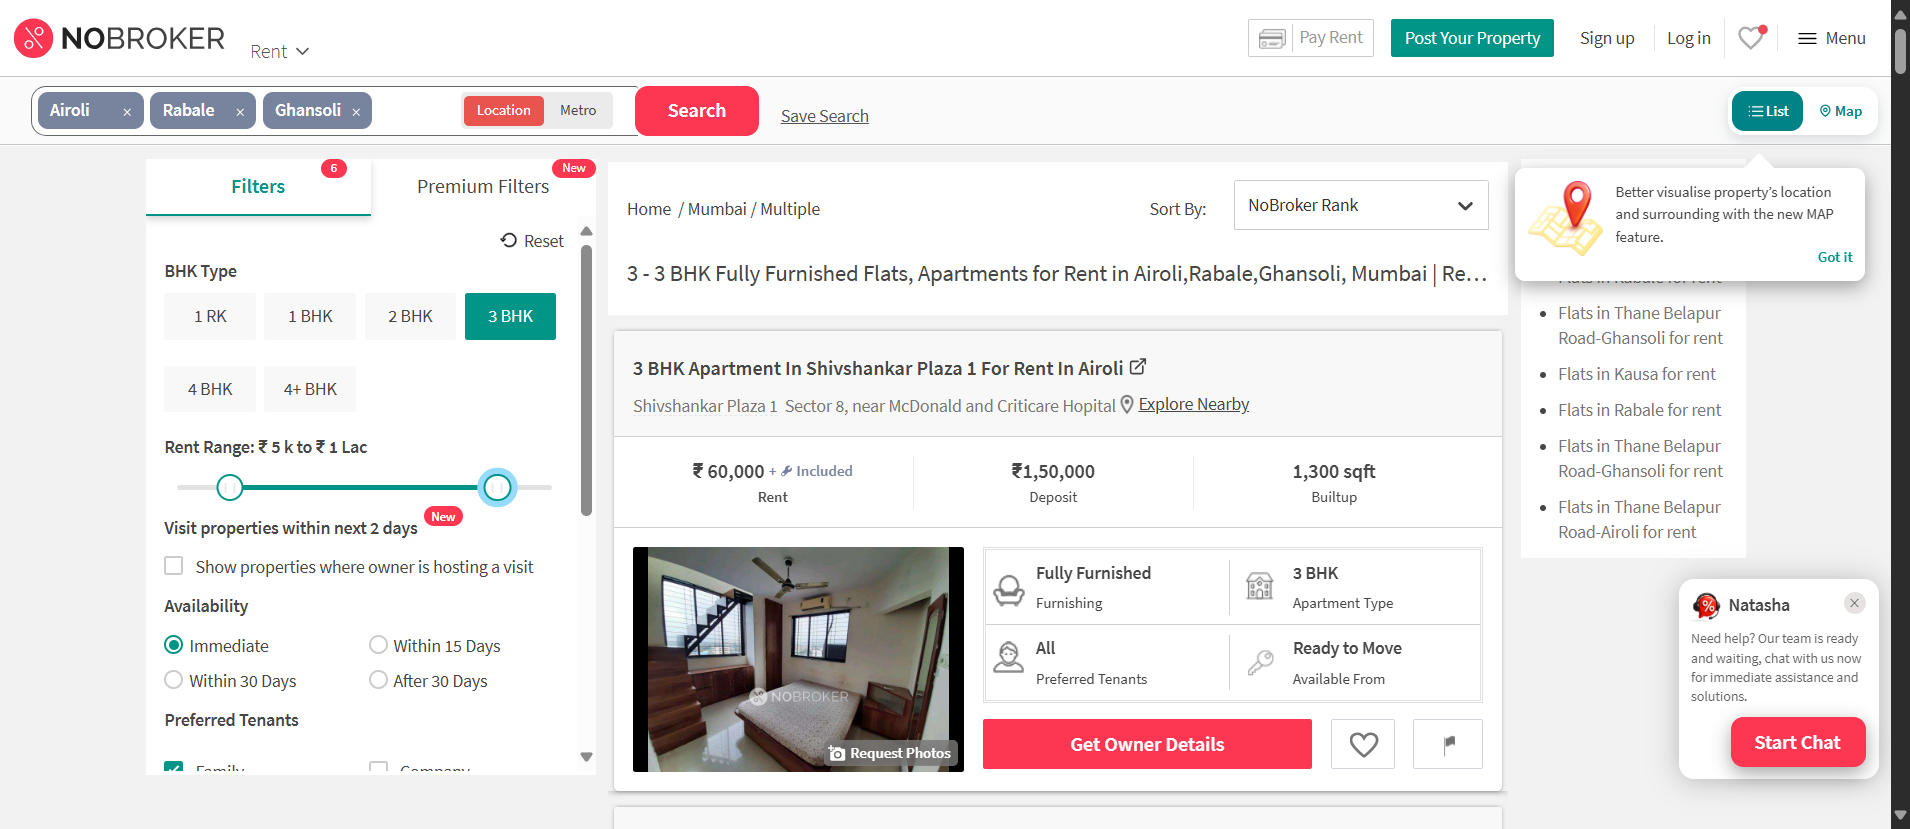 NOBROKER
Rent
Pay Rent
Post Your Property
Sign up
Log in
Menu
Airoli ×
Rabale ×
Ghansoli ×
Location
Metro
Search
Save Search
List
Map
Filters
6
Premium Filters
New
Reset
BHK Type
1 RK
1 BHK
2 BHK
3 BHK
4 BHK
4+ BHK
Rent Range: ₹ 5 k to ₹ 1 Lac
Visit properties within next 2 days
New
Show properties where owner is hosting a visit
Availability
Immediate
Within 15 Days
Within 30 Days
After 30 Days
Preferred Tenants
Family
Company
Home / Mumbai / Multiple
Sort By:
NoBroker Rank
3 - 3 BHK Fully Furnished Flats, Apartments for Rent in Airoli,Rabale,Ghansoli, Mumbai | Re...
3 BHK Apartment In Shivshankar Plaza 1 For Rent In Airoli
Shivshankar Plaza 1 Sector 8, near McDonald and Criticare Hopital
Explore Nearby
₹ 60,000 + Included
Rent
₹1,50,000
Deposit
1,300 sqft
Builtup
NOBROKER
Request Photos
Fully Furnished
Furnishing
3 BHK
Apartment Type
All
Preferred Tenants
Ready to Move
Available From
Get Owner Details
Better visualise property's location
and surrounding with the new MAP
feature.
Got it
Flats in Rabale for rent
Flats in Thane Belapur
Road-Ghansoli for rent
Flats in Kausa for rent
Flats in Rabale for rent
Flats in Thane Belapur
Road-Ghansoli for rent
Flats in Thane Belapur
Road-Airoli for rent
Natasha
Need help? Our team is ready
and waiting, chat with us now
for immediate assistance and
solutions.
Start Chat